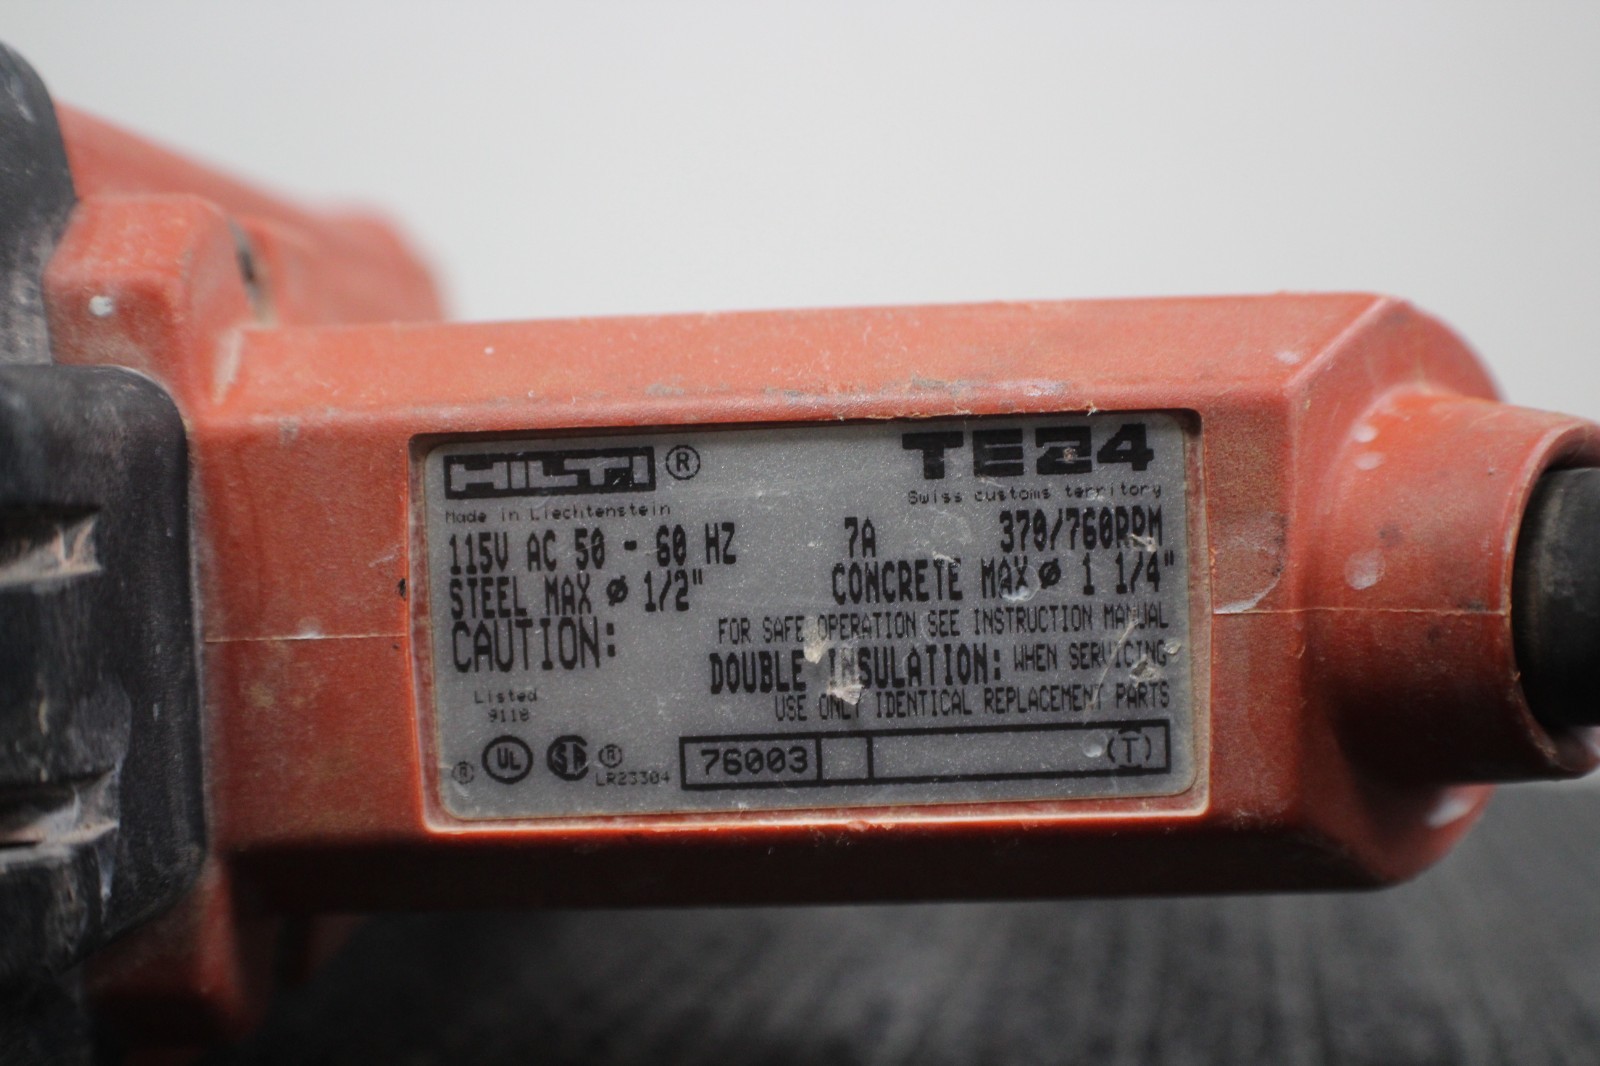 HILTI ® TE24
Made in Liechtenstein Swiss customs territory
115V AC 50 - 60 HZ 7A 370/760RPM
STEEL MAX Ø 1/2" CONCRETE MAX Ø 1 1/4"
CAUTION: FOR SAFE OPERATION SEE INSTRUCTION MANUAL
DOUBLE INSULATION: WHEN SERVICING
USE ONLY IDENTICAL REPLACEMENT PARTS
Listed
9118
® UL SA ® LR23304 76003 (T)